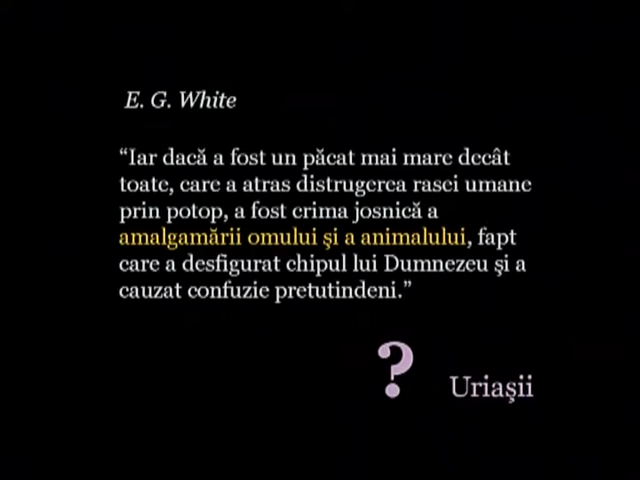 E. G. White
“Iar dacă a fost un păcat mai mare decât
toate, care a atras distrugerea rasei umane
prin potop, a fost crima josnică a
amalgamării omului şi a animalului, fapt
care a desfigurat chipul lui Dumnezeu şi a
cauzat confuzie pretutindeni.”
?
Uriaşii